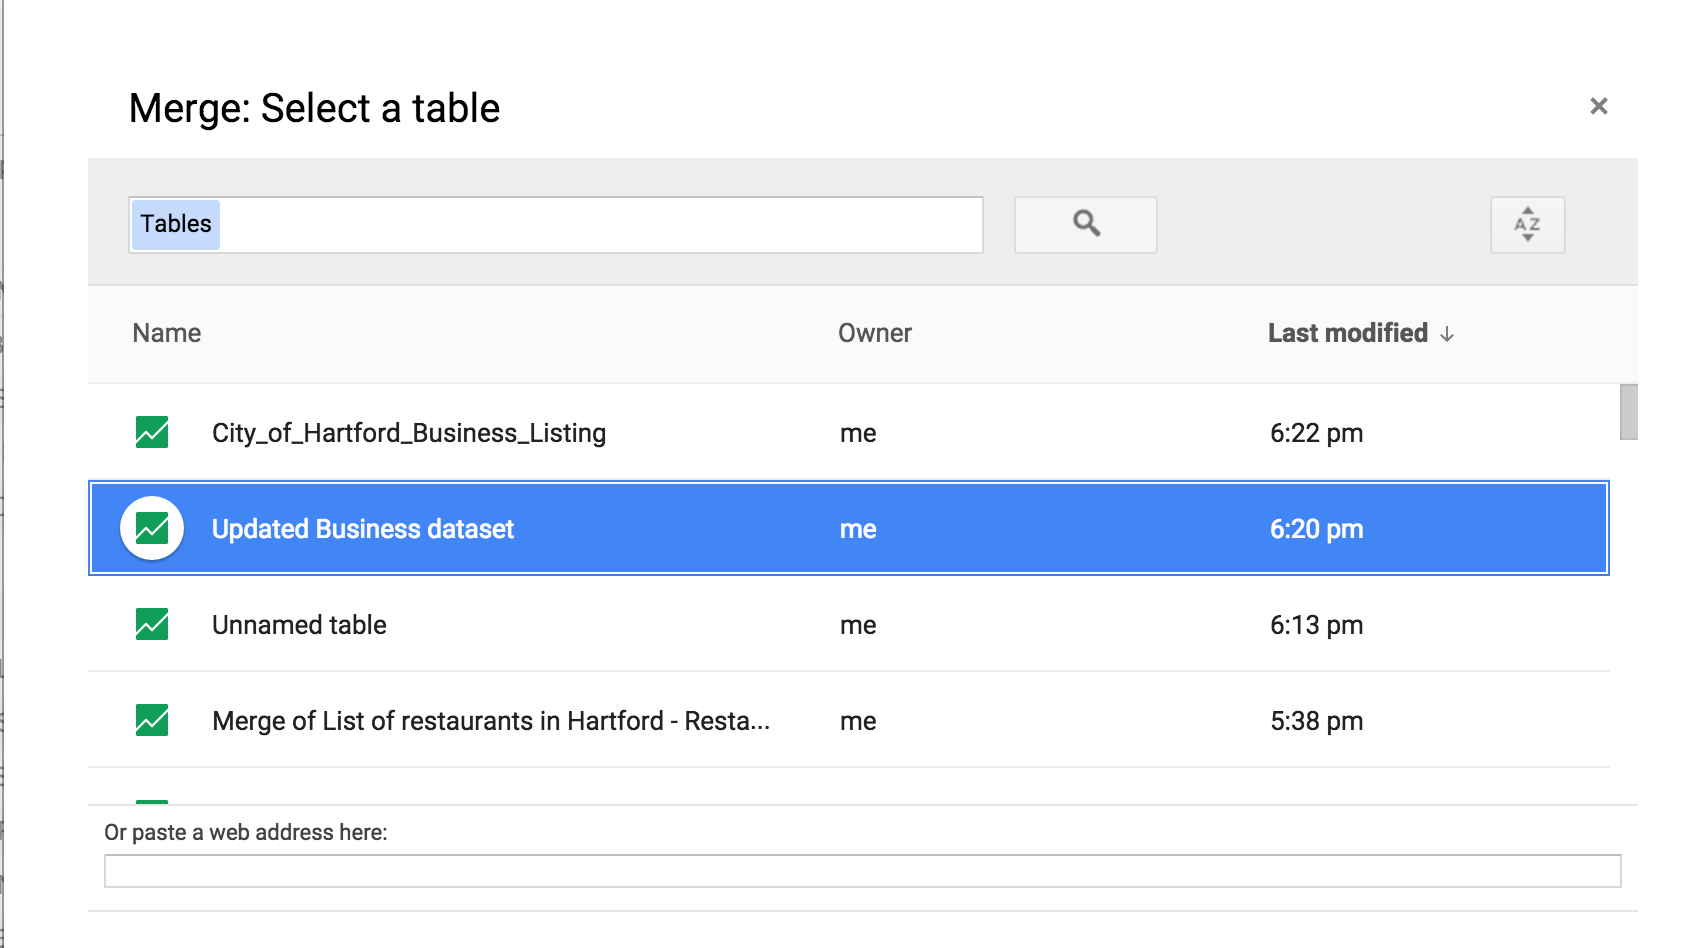 Merge: Select a table
×
Tables
AZ
Name Owner Last modified ↓
City_of_Hartford_Business_Listing me 6:22 pm
Updated Business dataset me 6:20 pm
Unnamed table me 6:13 pm
Merge of List of restaurants in Hartford - Resta... me 5:38 pm
Or paste a web address here: